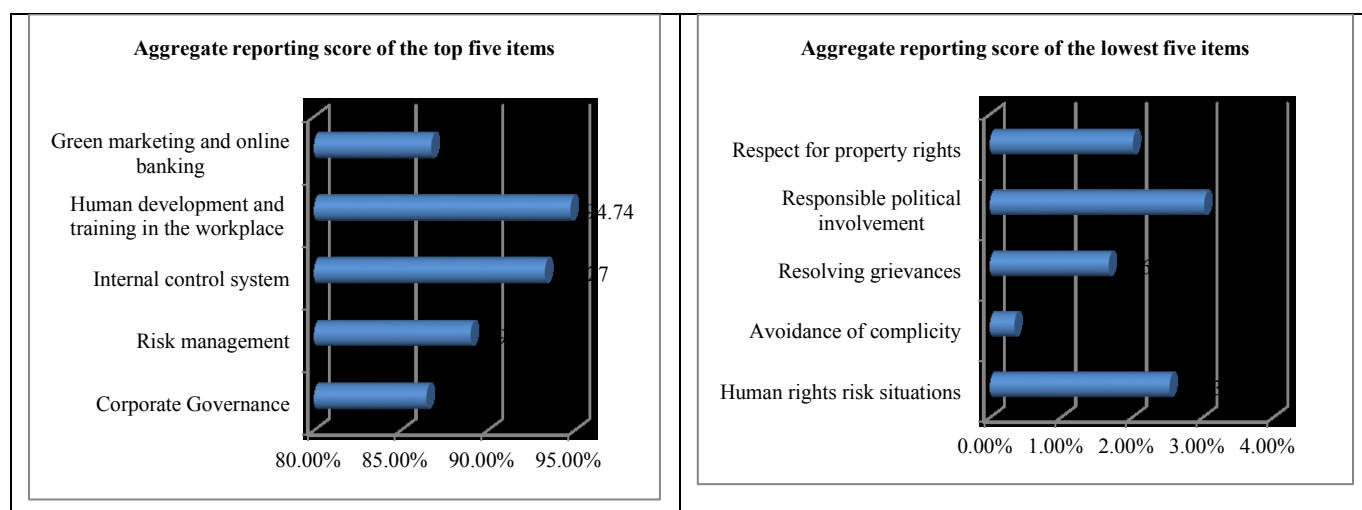 Aggregate reporting score of the top five items
Green marketing and online
banking
Human development and
training in the workplace
94.74
Internal control system
27
Risk management
Corporate Governance
80.00% 85.00% 90.00% 95.00%
Aggregate reporting score of the lowest five items
Respect for property rights
Responsible political
involvement
Resolving grievances
Avoidance of complicity
Human rights risk situations
0.00% 1.00% 2.00% 3.00% 4.00%